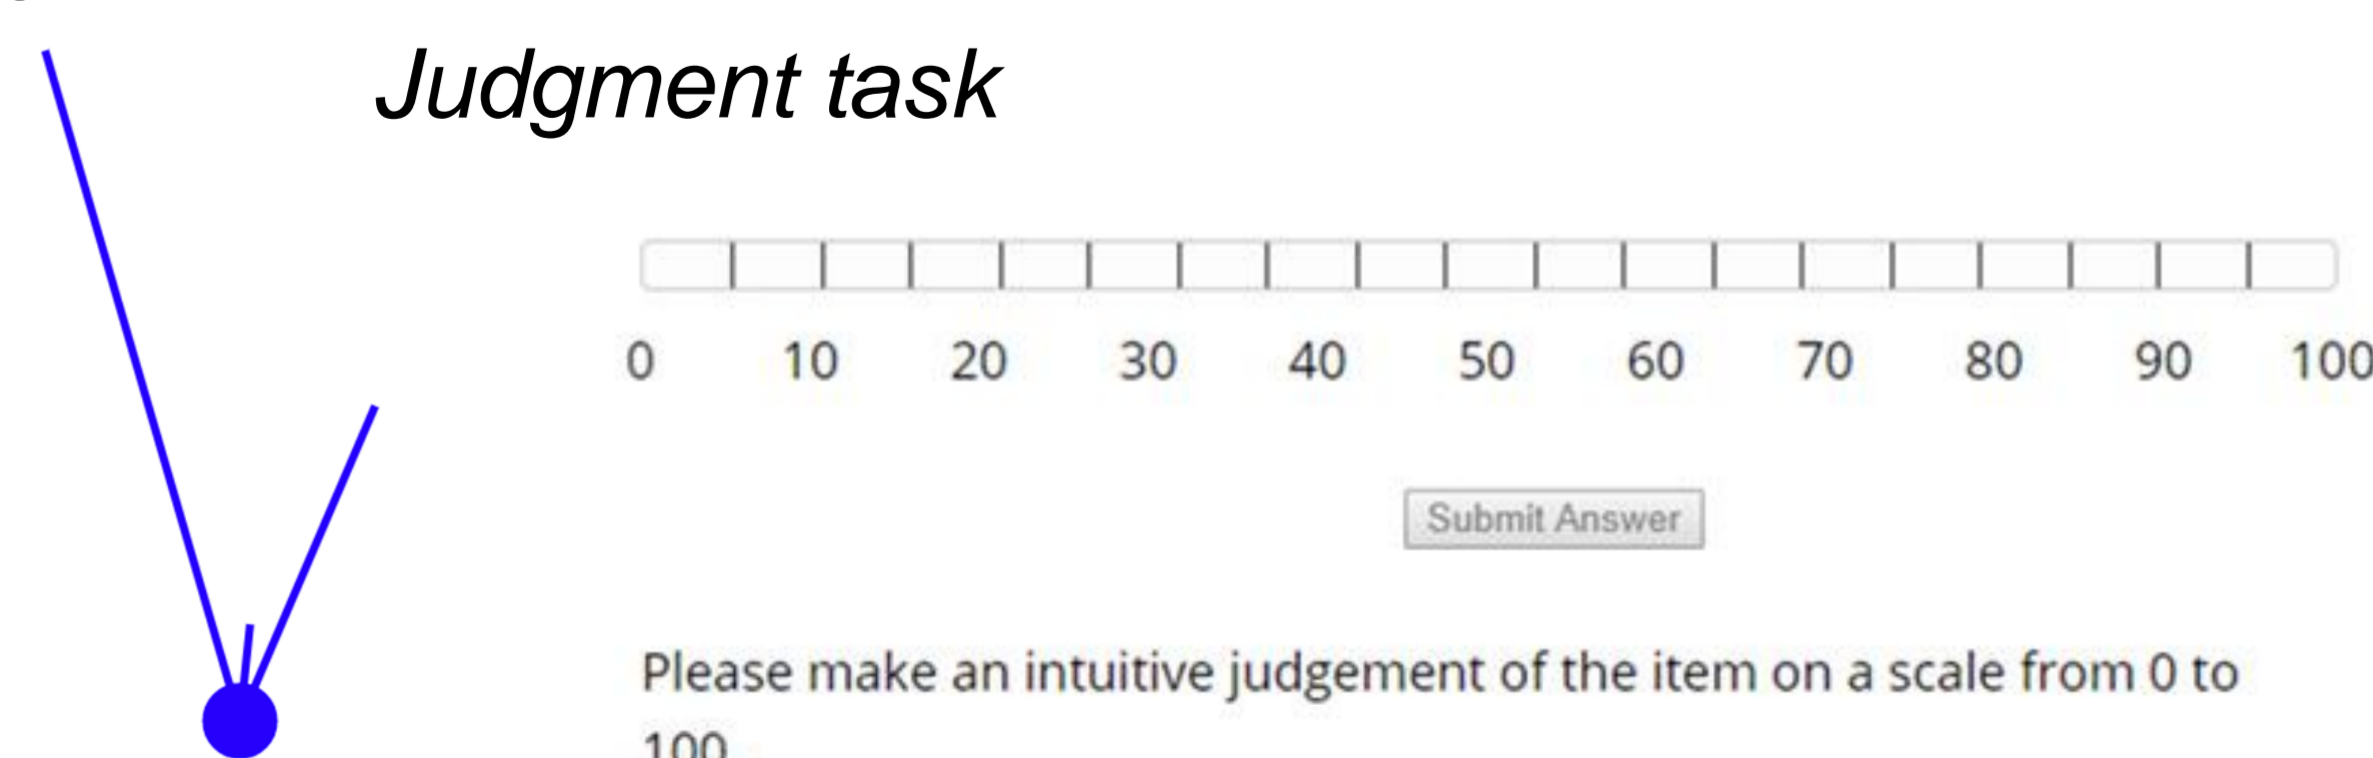 Judgment task
0 10 20 30 40 50 60 70 80 90 100
Submit Answer
Please make an intuitive judgement of the item on a scale from 0 to
100